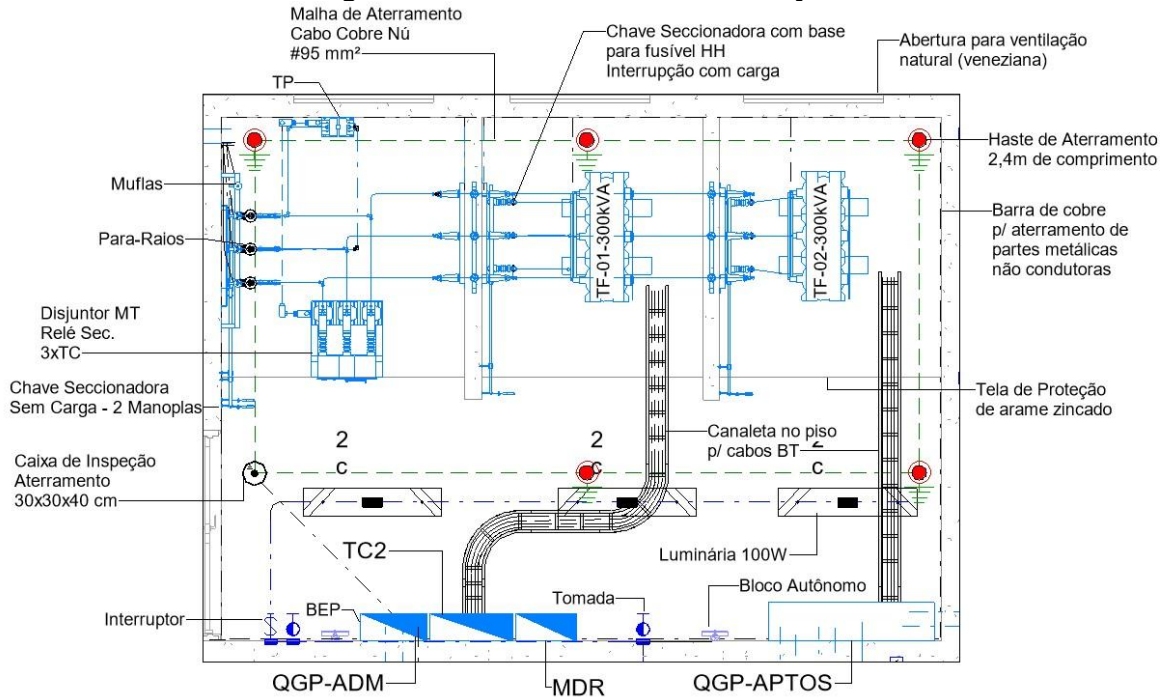 Malha de Aterramento
Cabo Cobre Nú
#95 mm²
TP
Chave Seccionadora com base
para fusível HH
Interrupção com carga
Abertura para ventilação
natural (veneziana)
Haste de Aterramento
2,4m de comprimento
Muflas
Para-Raios
Barra de cobre
p/ aterramento de
partes metálicas
não condutoras
TF-01-300kVA
TF-02-300kVA
Disjuntor MT
Relé Sec.
3xTC
Chave Seccionadora
Sem Carga - 2 Manoplas
Tela de Proteção
de arame zincado
Caixa de Inspeção
Aterramento
30x30x40 cm
2
c
2
c
Canaleta no piso
p/ cabos BT
2
c
Luminária 100W
TC2
Bloco Autônomo
Tomada
Interruptor
BEP
QGP-ADM
MDR
QGP-APTOS